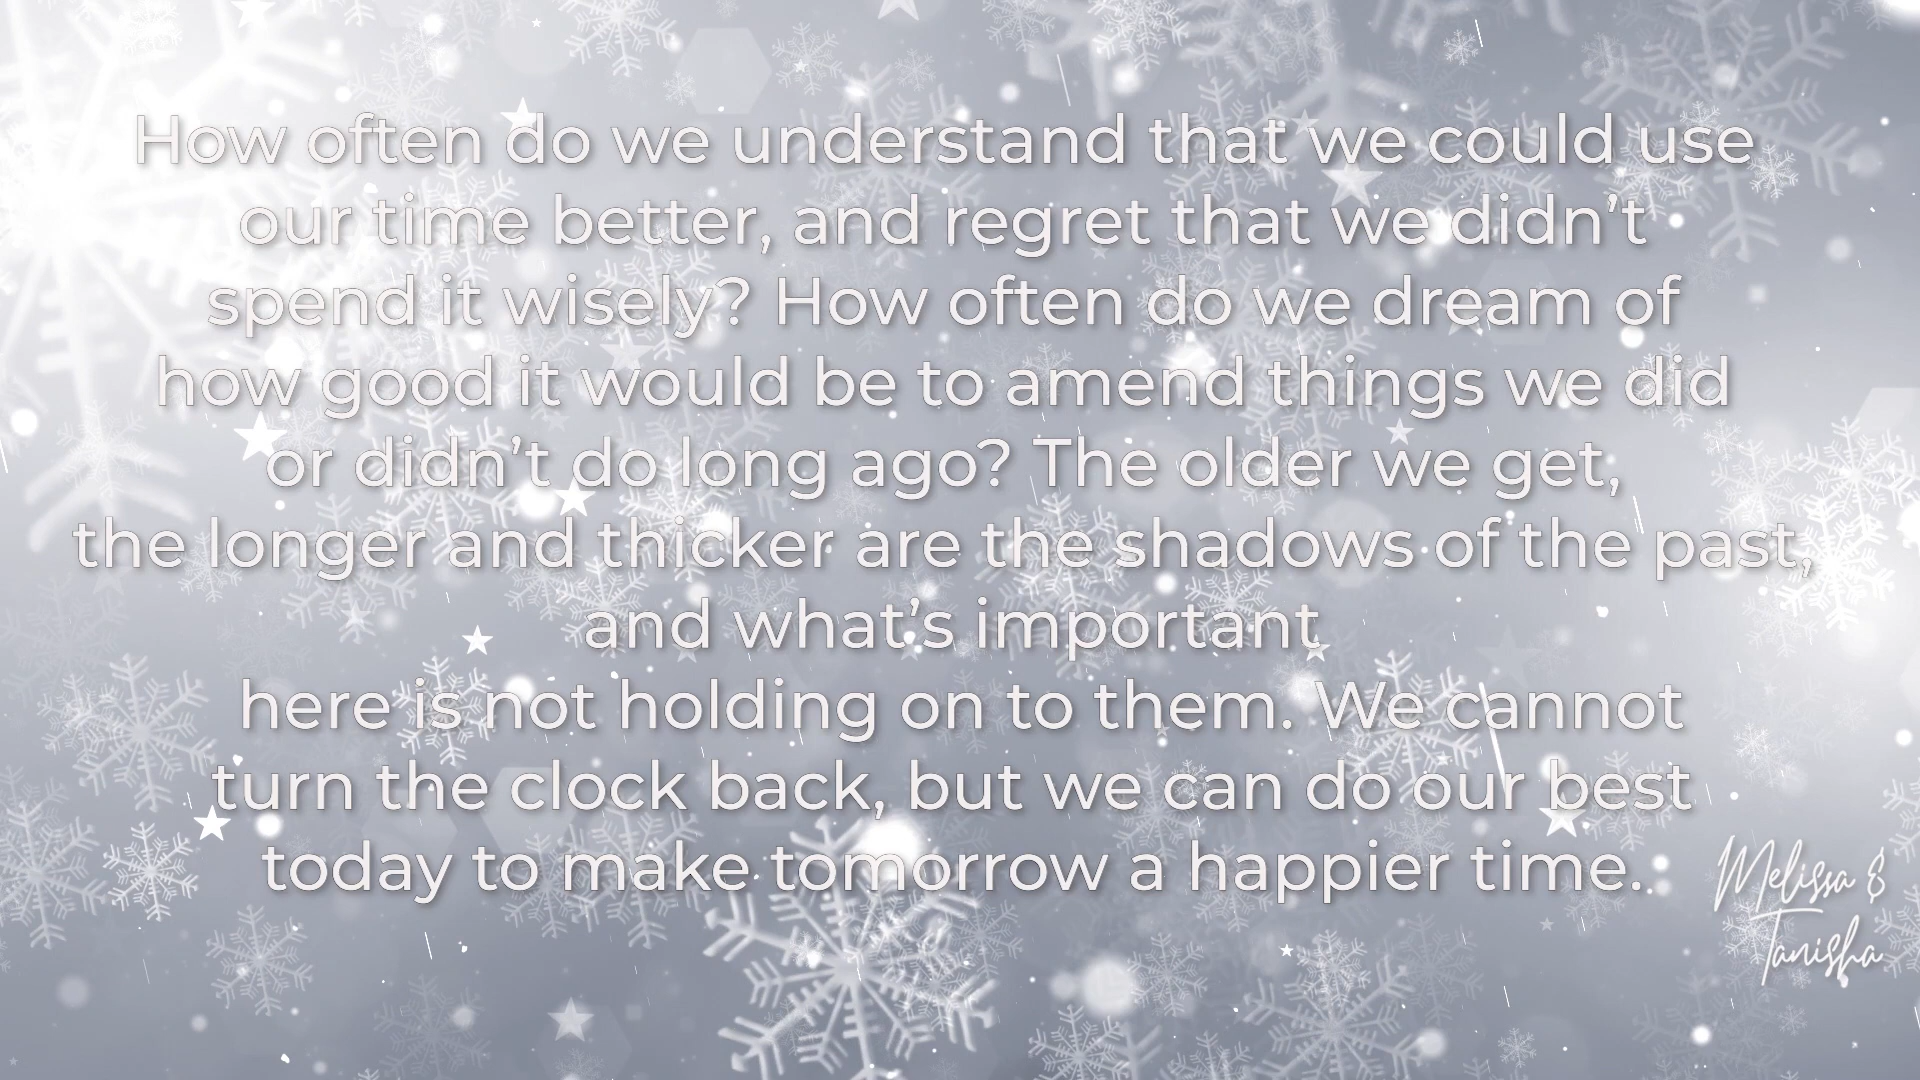 How often do we understand that we could use
our time better, and regret that we didn’t
spend it wisely? How often do we dream of
how good it would be to amend things we did
or didn’t do long ago? The older we get,
the longer and thicker are the shadows of the past,
and what’s important
here is not holding on to them. We cannot
turn the clock back, but we can do our best
today to make tomorrow a happier time.
Melissa &
Tanisha